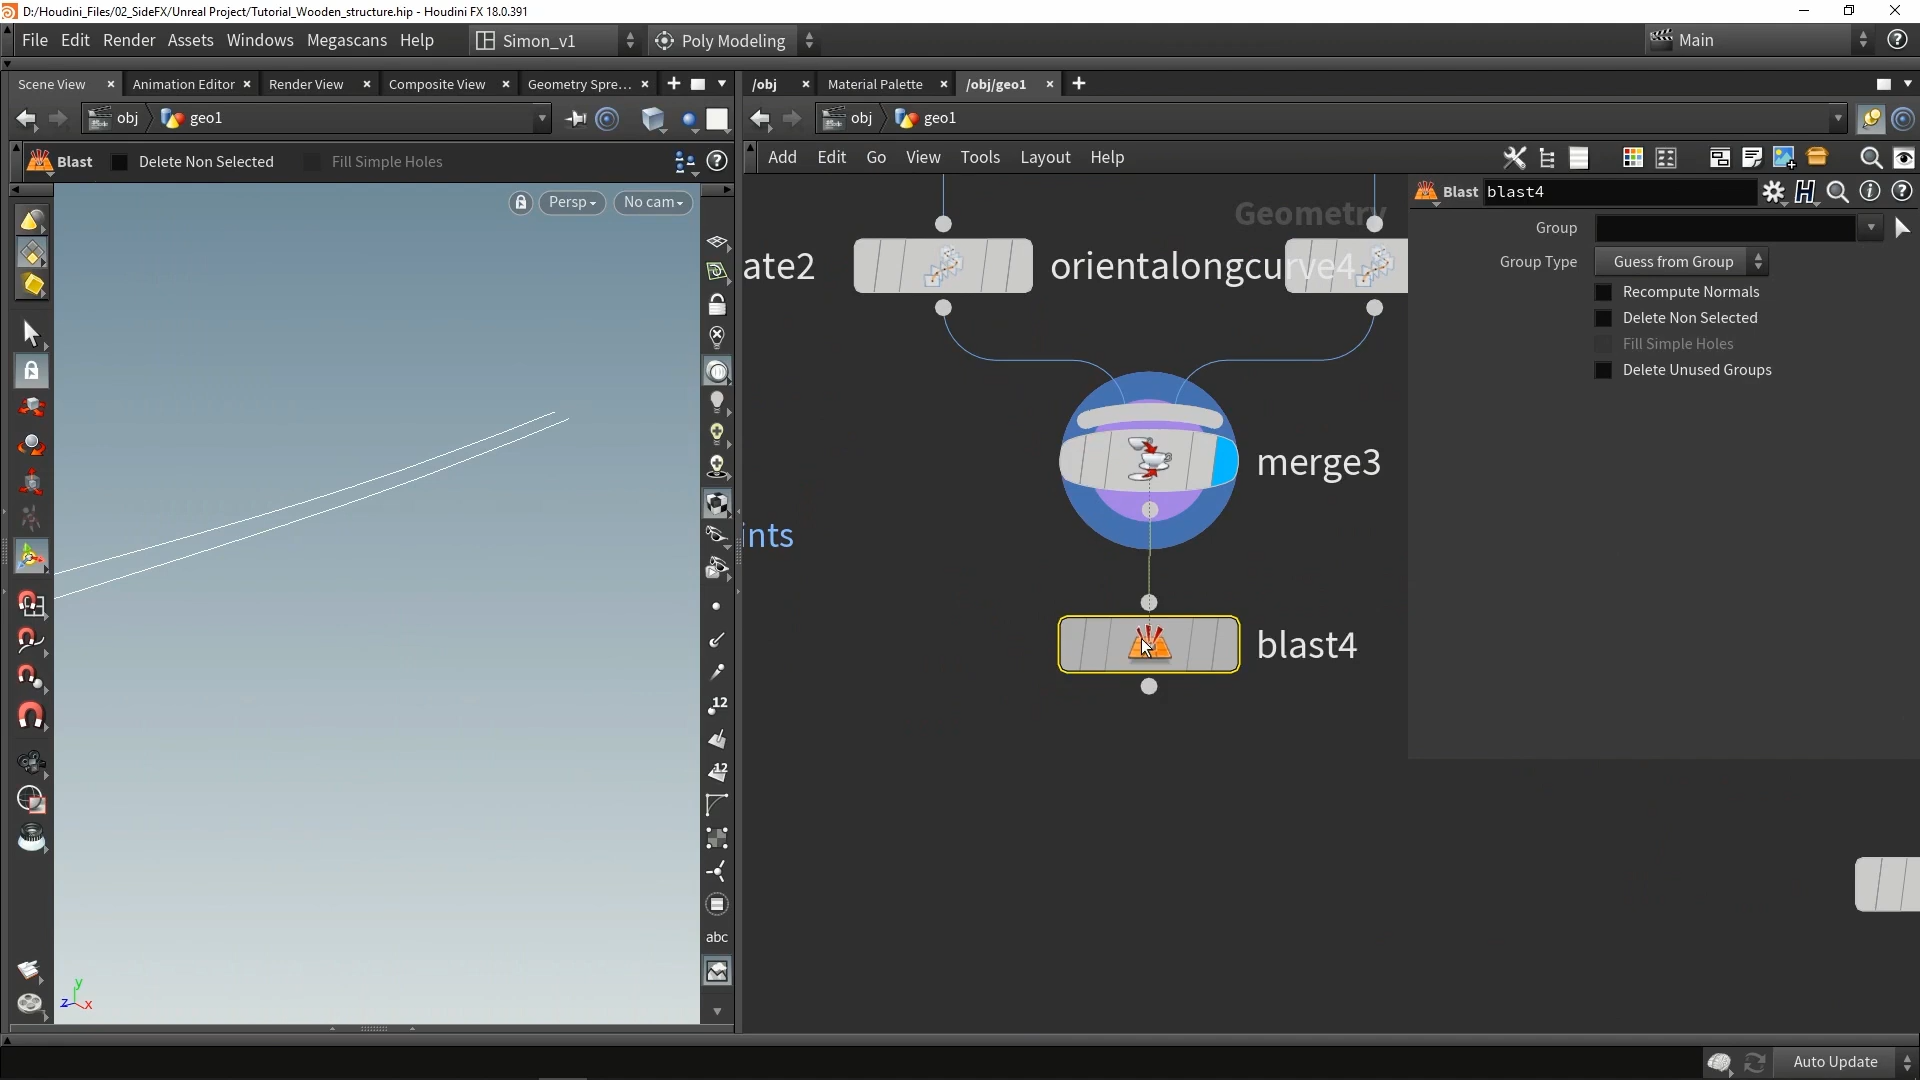 D:/Houdini_Files/02_SideFX/Unreal Project/Tutorial_Wooden_structure.hip - Houdini FX 18.0.391
File Edit Render Assets Windows Megascans Help Simon_v1 Poly Modeling Main
Scene View Animation Editor Render View Composite View Geometry Spre... /obj Material Palette /obj/geo1
obj geo1 obj geo1
Blast Delete Non Selected Fill Simple Holes Add Edit Go View Tools Layout Help
Persp No cam
Blast blast4
Geometry
Group
Group Type Guess from Group
Recompute Normals
Delete Non Selected
Fill Simple Holes
Delete Unused Groups
ate2 orientalongcurve4
merge3
ints
blast4
12
12
abc
y
z x
Auto Update